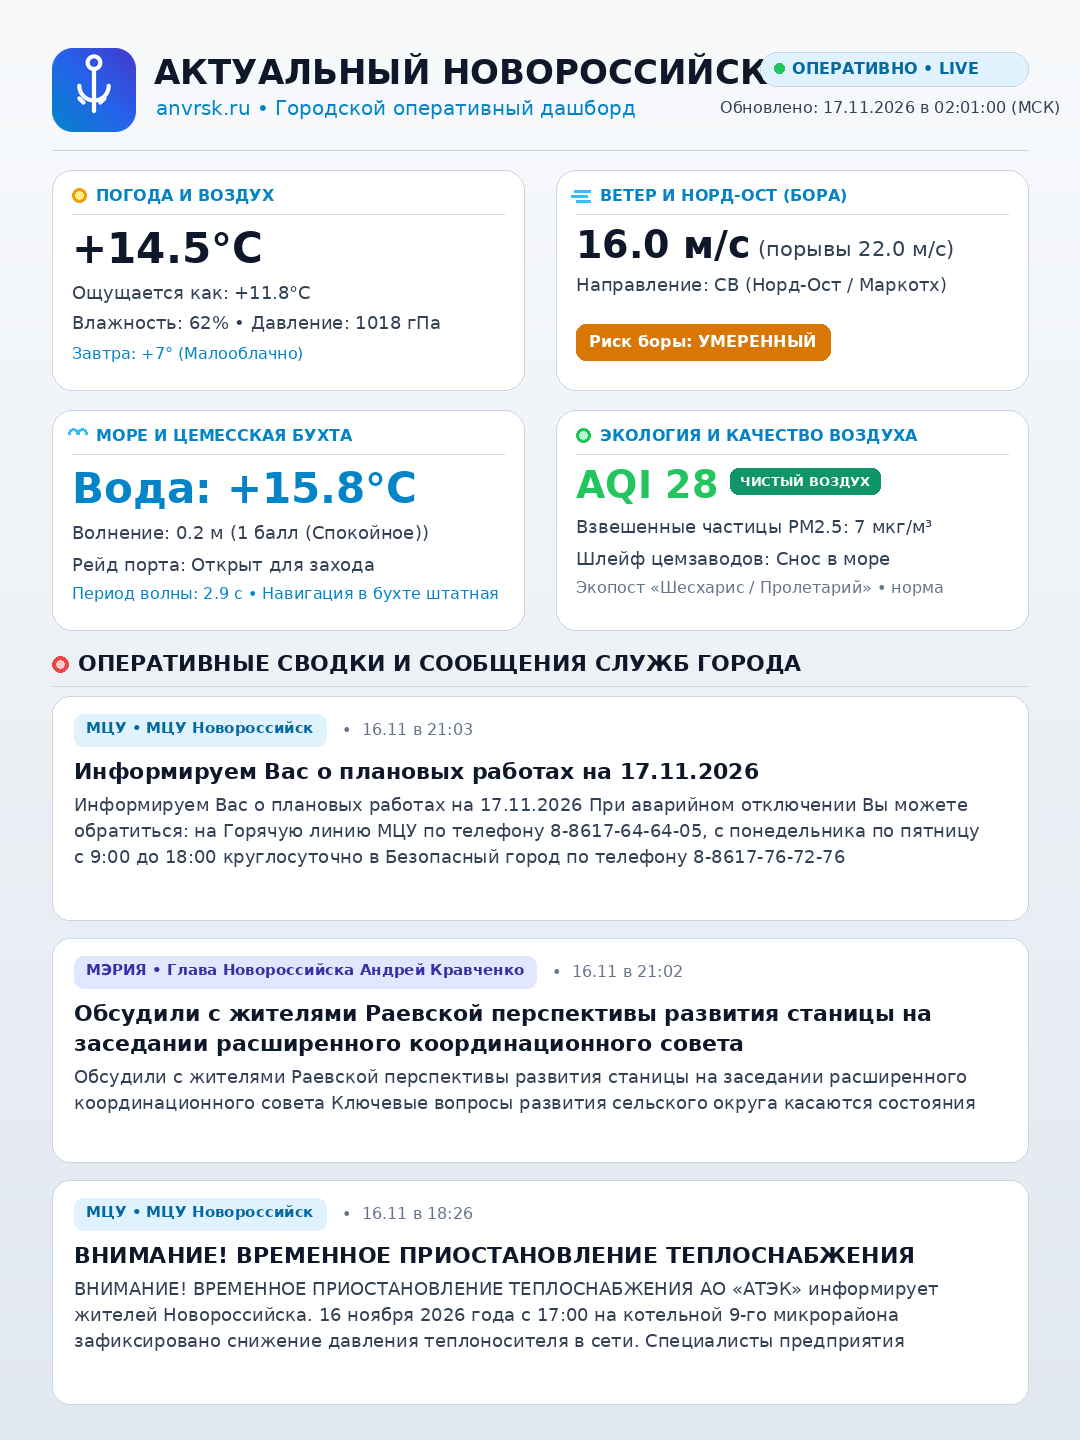 АКТУАЛЬНЫЙ НОВОРОССИЙСК
ОПЕРАТИВНО • LIVE
anvrsk.ru • Городской оперативный дашборд
Обновлено: 17.11.2026 в 02:01:00 (МСК)
ПОГОДА И ВОЗДУХ
+14.5°C
Ощущается как: +11.8°C
Влажность: 62% • Давление: 1018 гПа
Завтра: +7° (Малооблачно)
ВЕТЕР И НОРД-ОСТ (БОРА)
16.0 м/с (порывы 22.0 м/с)
Направление: СВ (Норд-Ост / Маркотх)
Риск боры: УМЕРЕННЫЙ
МОРЕ И ЦЕМЕССКАЯ БУХТА
Вода: +15.8°C
Волнение: 0.2 м (1 балл (Спокойное))
Рейд порта: Открыт для захода
Период волны: 2.9 с • Навигация в бухте штатная
ЭКОЛОГИЯ И КАЧЕСТВО ВОЗДУХА
AQI 28 ЧИСТЫЙ ВОЗДУХ
Взвешенные частицы PM2.5: 7 мкг/м³
Шлейф цемзаводов: Снос в море
Экопост «Шесхарис / Пролетарий» • норма
ОПЕРАТИВНЫЕ СВОДКИ И СООБЩЕНИЯ СЛУЖБ ГОРОДА
МЦУ • МЦУ Новороссийск • 16.11 в 21:03
Информируем Вас о плановых работах на 17.11.2026
Информируем Вас о плановых работах на 17.11.2026 При аварийном отключении Вы можете
обратиться: на Горячую линию МЦУ по телефону 8-8617-64-64-05, с понедельника по пятницу
с 9:00 до 18:00 круглосуточно в Безопасный город по телефону 8-8617-76-72-76
МЭРИЯ • Глава Новороссийска Андрей Кравченко • 16.11 в 21:02
Обсудили с жителями Раевской перспективы развития станицы на
заседании расширенного координационного совета
Обсудили с жителями Раевской перспективы развития станицы на заседании расширенного
координационного совета Ключевые вопросы развития сельского округа касаются состояния
МЦУ • МЦУ Новороссийск • 16.11 в 18:26
ВНИМАНИЕ! ВРЕМЕННОЕ ПРИОСТАНОВЛЕНИЕ ТЕПЛОСНАБЖЕНИЯ
ВНИМАНИЕ! ВРЕМЕННОЕ ПРИОСТАНОВЛЕНИЕ ТЕПЛОСНАБЖЕНИЯ АО «АТЭК» информирует
жителей Новороссийска. 16 ноября 2026 года с 17:00 на котельной 9-го микрорайона
зафиксировано снижение давления теплоносителя в сети. Специалисты предприятия